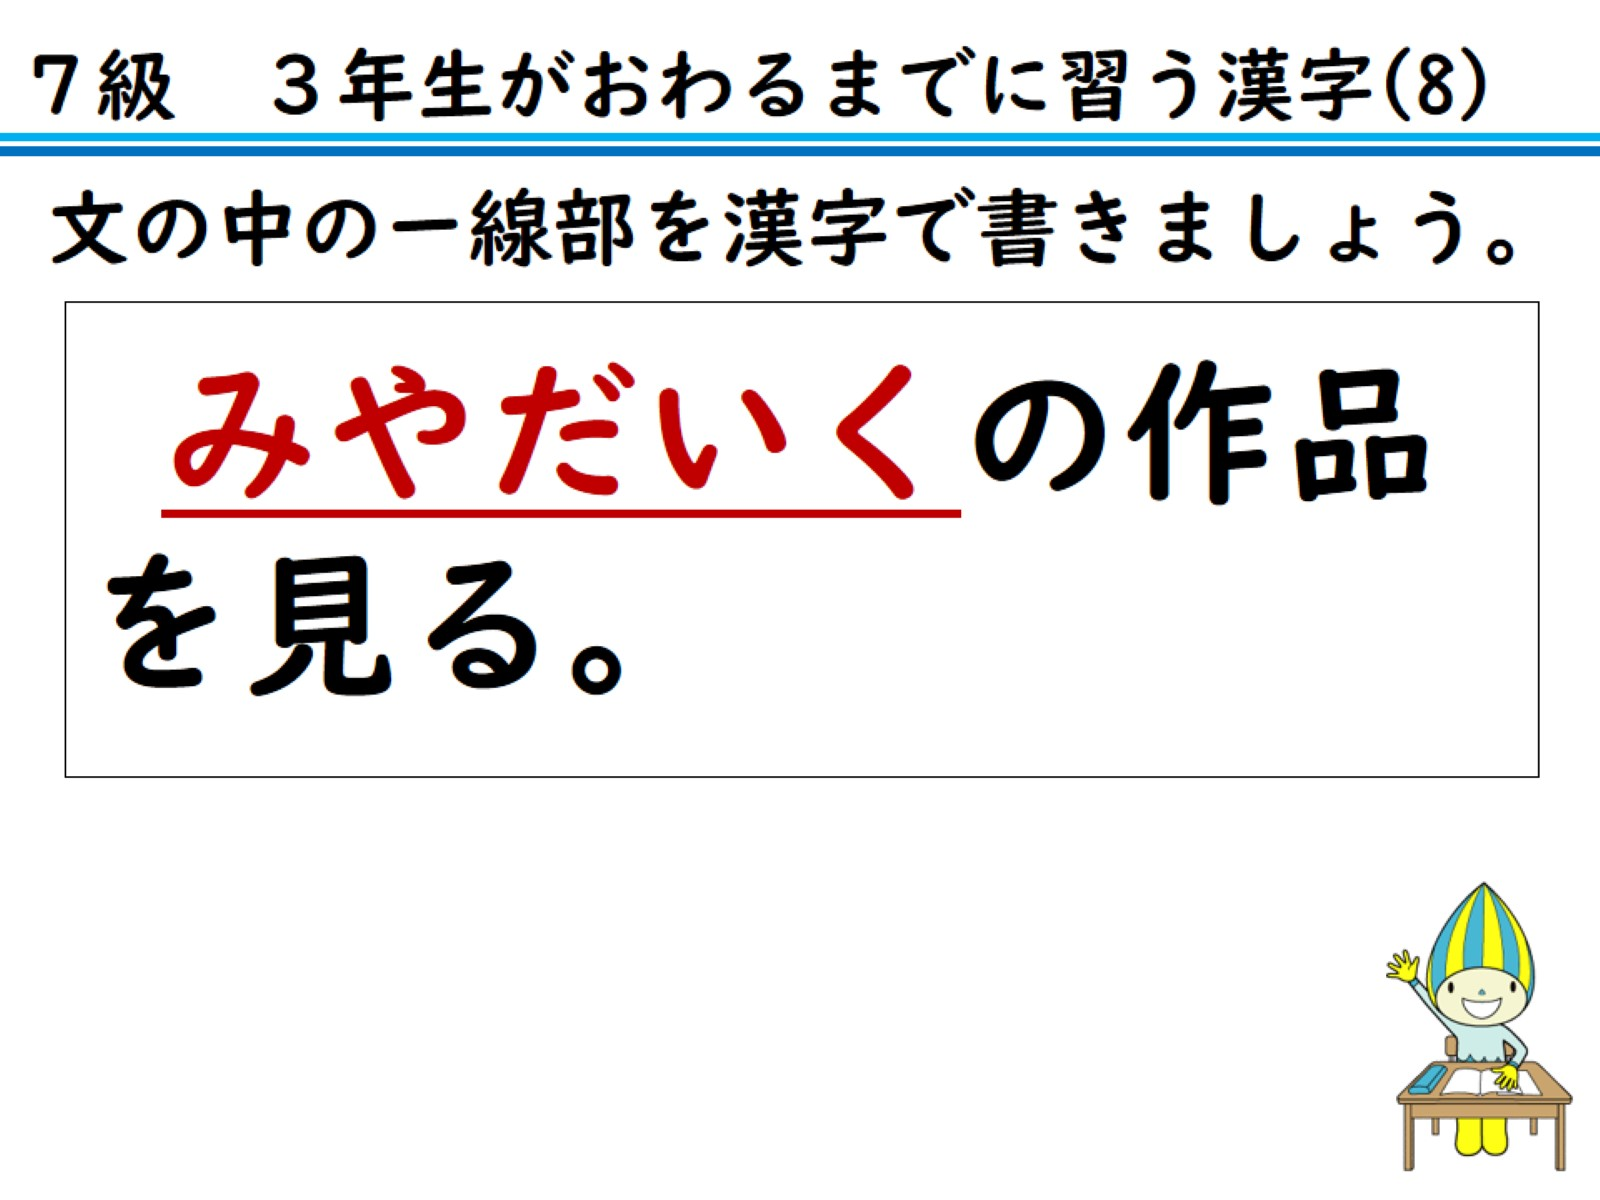 ７級　３年生がおわるまでに習う漢字(8)
文の中の一線部を漢字で書きましょう。
みやだいくの作品
を見る。